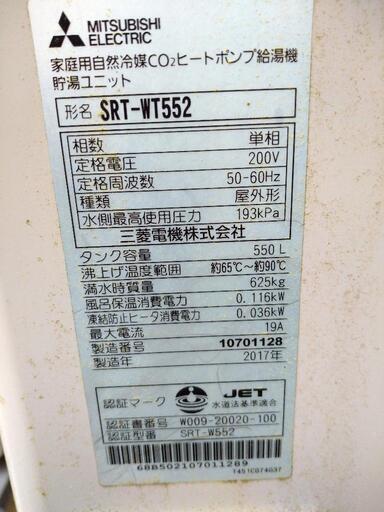 MITSUBISHI
ELECTRIC
家庭用自然冷媒CO₂ヒートポンプ給湯機
貯湯ユニット
形名 SRT-WT552
相数 単相
定格電圧 200V
定格周波数 50-60Hz
種類 屋外形
水側最高使用圧力 193kPa
三菱電機株式会社
タンク容量 550L
沸上げ温度範囲 約65℃～約90℃
満水時質量 625kg
風呂保温消費電力 0.116kW
凍結防止ヒータ消費電力 0.036kW
最大電流 19A
製造番号 10701128
製造年 2017年
認証マーク JET
水道法基準適合
認証書番号 W009-20020-100
認証型番 SRT-W552
68B502107011289
T451C074G37